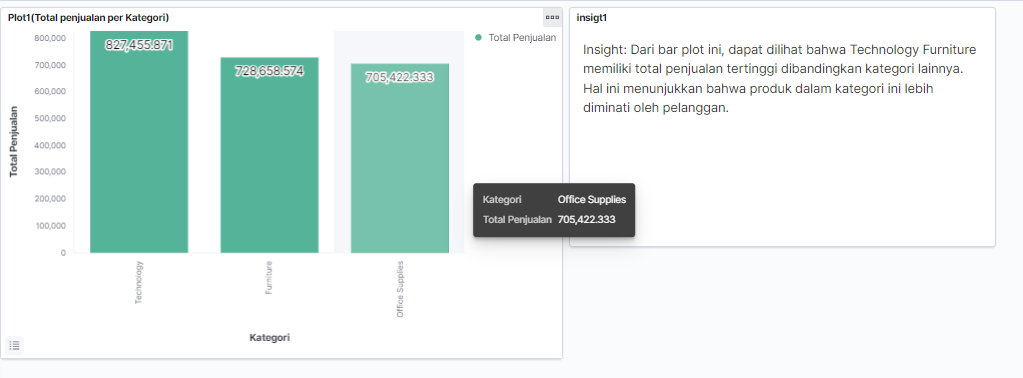 Plot1(Total penjualan per Kategori)
Total Penjualan
800,000
700,000
600,000
500,000
400,000
300,000
200,000
100,000
0
Total Penjualan
827,455.871
728,658.574
705,422.333
Technology
Furniture
Office Supplies
Kategori
Kategori Office Supplies
Total Penjualan 705,422.333
insigt1
Insight: Dari bar plot ini, dapat dilihat bahwa Technology Furniture
memiliki total penjualan tertinggi dibandingkan kategori lainnya.
Hal ini menunjukkan bahwa produk dalam kategori ini lebih
diminati oleh pelanggan.